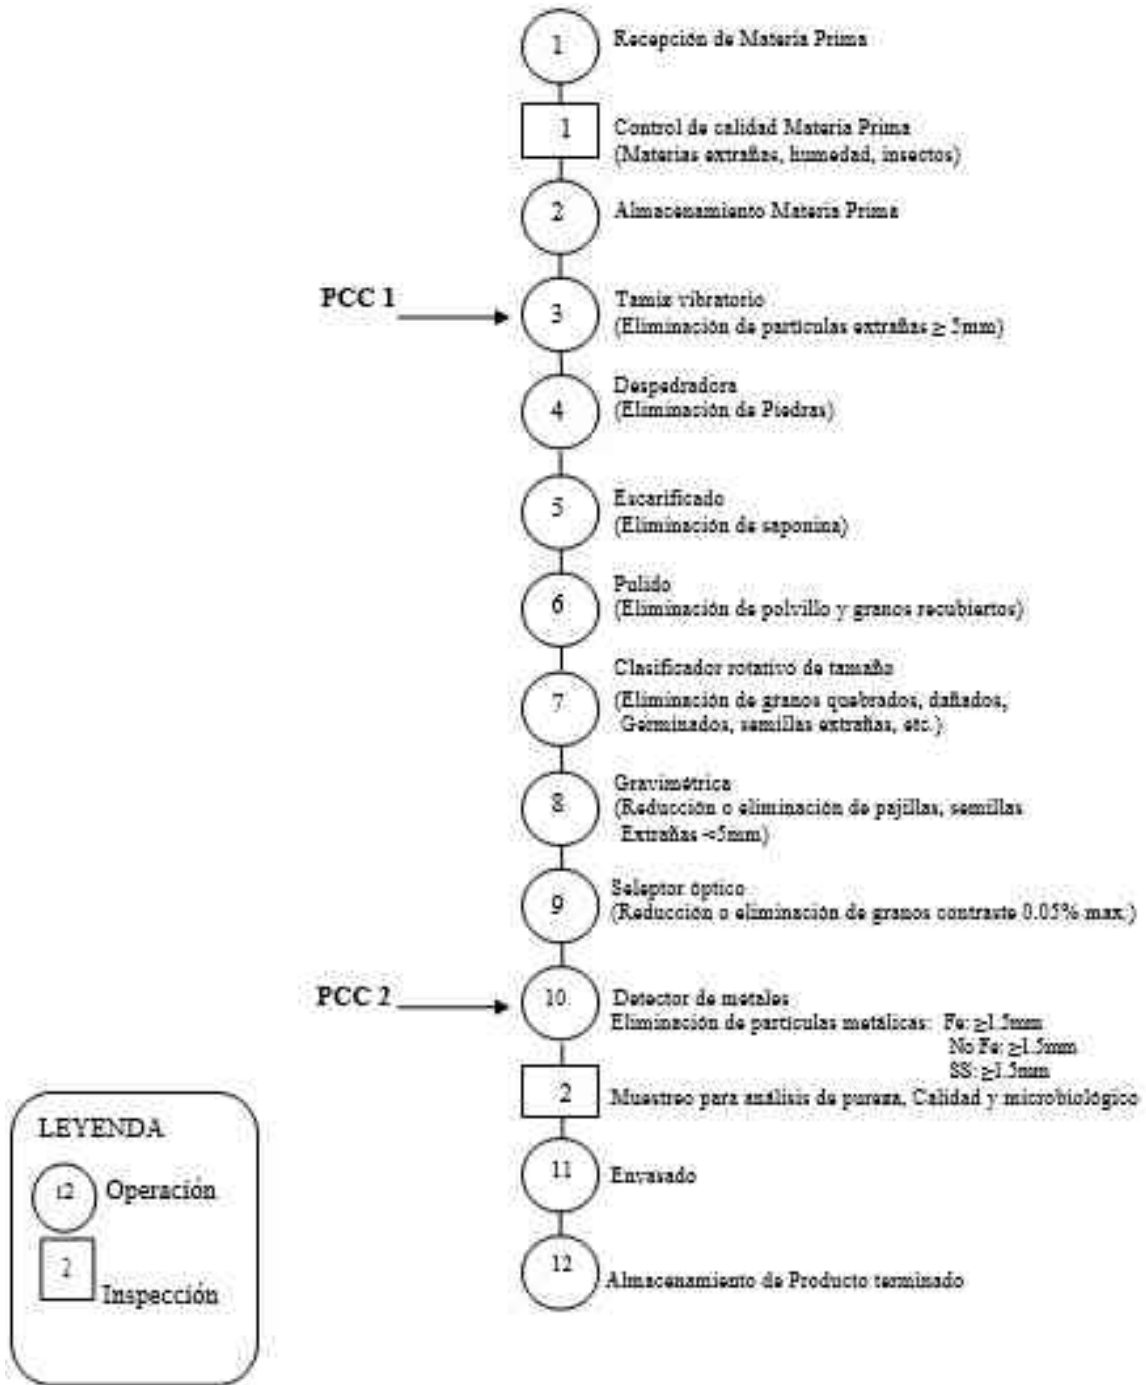 1
Recepción de Materia Prima
1
Control de calidad Materia Prima
(Materias extrañas, humedad, insectos)
2
Almacenamiento Materia Prima
PCC 1
3
Tamiz vibratorio
(Eliminación de partículas extrañas ≥ 5mm)
4
Despedradora
(Eliminación de Piedras)
5
Escarificado
(Eliminación de saponina)
6
Pulido
(Eliminación de polvillo y granos recubiertos)
7
Clasificador rotativo de tamaño
(Eliminación de granos quebrados, dañados,
Germinados, semillas extrañas, etc.)
8
Gravimétrica
(Reducción o eliminación de pajillas, semillas
Extrañas <5mm)
9
Seleptor óptico
(Reducción o eliminación de granos contraste 0.05% max.)
PCC 2
10
Detector de metales
Eliminación de partículas metálicas: Fe: ≥1.5mm
No Fe: ≥1.5mm
SS: ≥1.5mm
2
Muestreo para análisis de pureza, Calidad y microbiológico
11
Envasado
12
Almacenamiento de Producto terminado
LEYENDA
12
Operación
2
Inspección